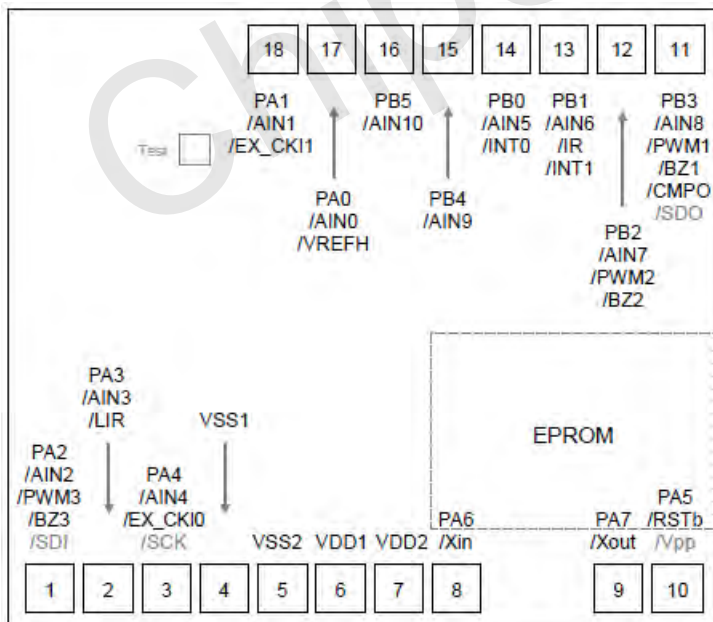 Chip
18 17 16 15 14 13 12 11
PA1
/AIN1
/EX_CKI1
PA0
/AIN0
/VREFH
PB5
/AIN10
PB4
/AIN9
PB0
/AIN5
/INT0
PB1
/AIN6
/IR
/INT1
PB2
/AIN7
/PWM2
/BZ2
PB3
/AIN8
/PWM1
/BZ1
/CMPO
/SDO
Test
EPROM
PA2
/AIN2
/PWM3
/BZ3
/SDI
PA3
/AIN3
/LIR
PA4
/AIN4
/EX_CKI0
/SCK
VSS1
VSS2
VDD1
VDD2
PA6
/Xin
PA7
/Xout
PA5
/RSTb
/Vpp
1 2 3 4 5 6 7 8 9 10